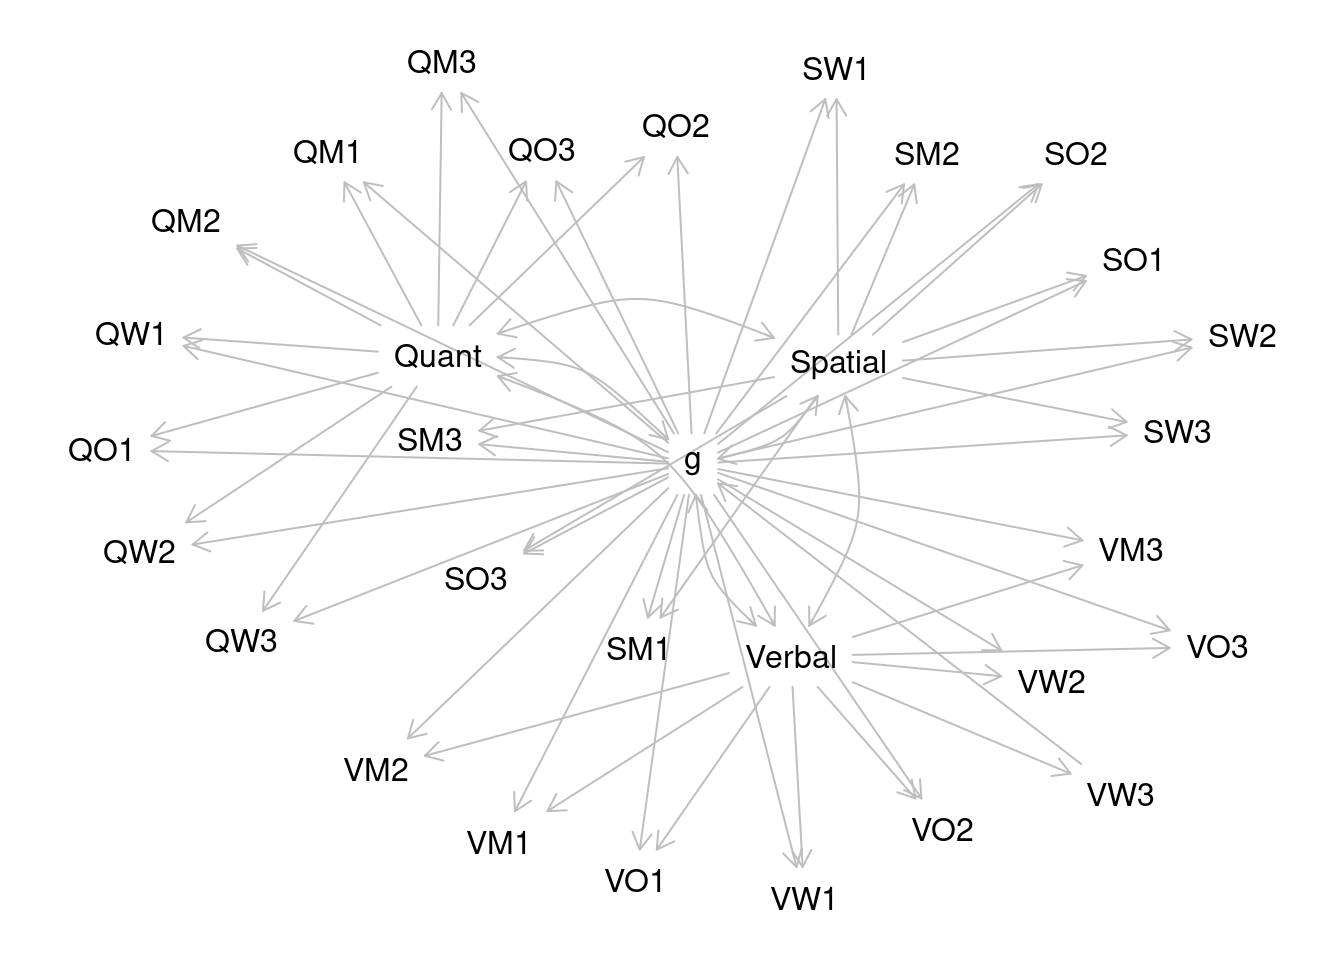 QM3
SW1
QO2
QM1
QO3
SM2
SO2
QM2
SO1
QW1
SW2
Quant
Spatial
QO1
SM3
SW3
g
QW2
VM3
SO3
QW3
SM1
VO3
Verbal
VW2
VM2
VW3
VM1
VO2
VO1
VW1